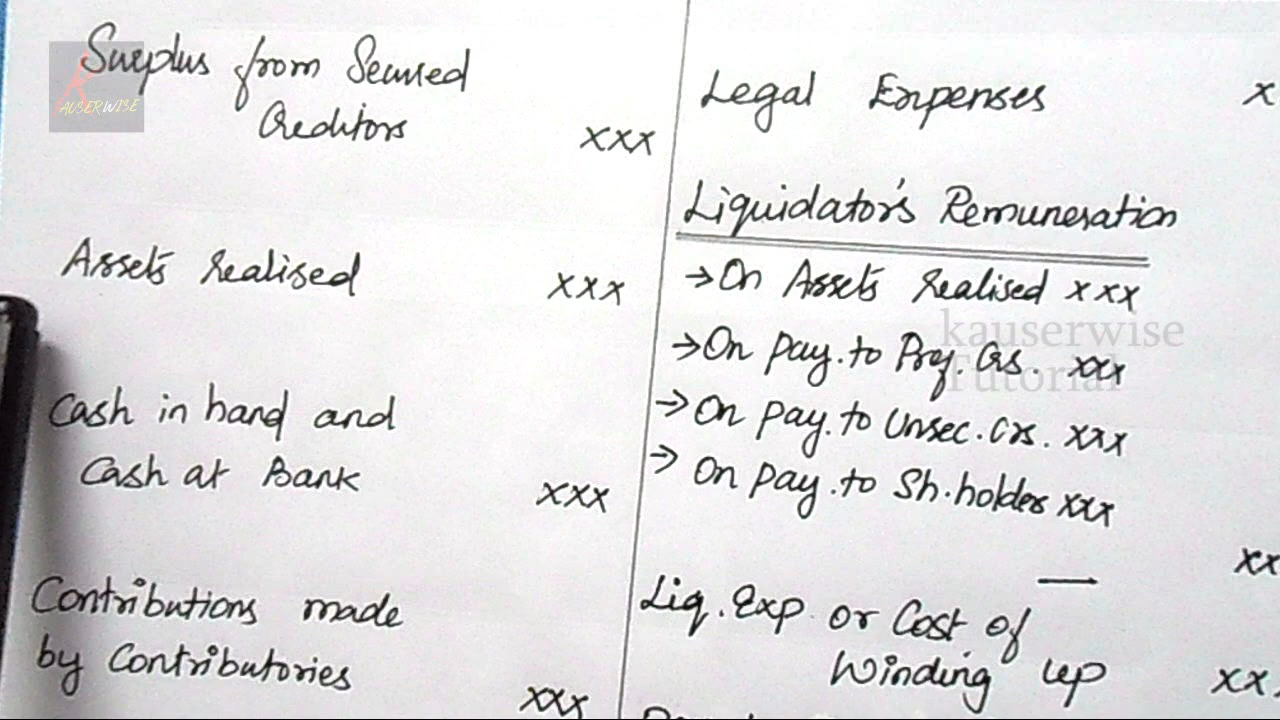 Surplus from Secured
Creditors xxx
Assets realised xxx
Cash in hand and
Cash at Bank xxx
Contributions made
by Contributories xxx
Legal Expenses x
Liquidator's Remuneration
→ On Assets realised xxx
→ On pay. to Pref. Crs. xxx
→ On pay. to Unsec. Crs. xxx
→ On pay. to Sh. holder xxx
xx
Liq. Exp. or Cost of
Winding up xx
KAUSERWISE
kauserwise
Tutorial